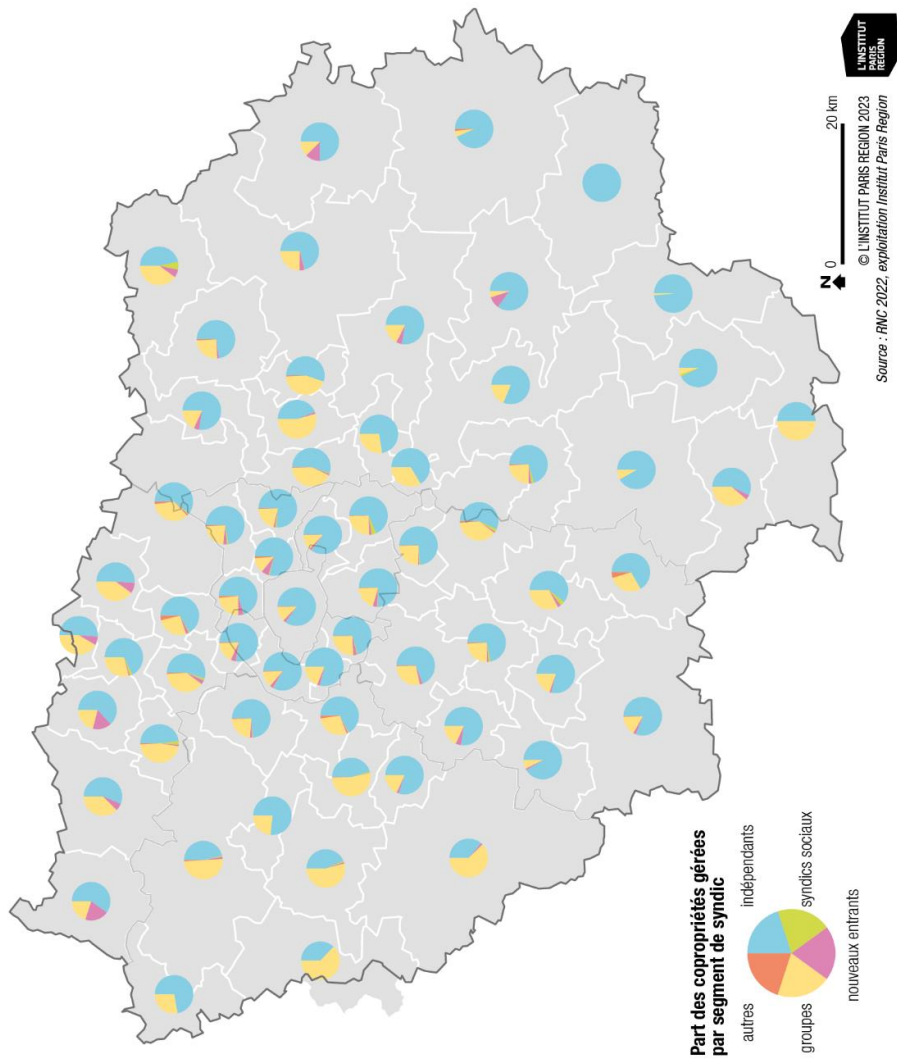 Part des copropriétés gérées
par segment de syndic
autres
indépendants
groupes
syndics sociaux
nouveaux entrants
N
0
20 km
© L'INSTITUT PARIS REGION 2023
Source : RNC 2022, exploitation Institut Paris Region
L'INSTITUT
PARIS
REGION